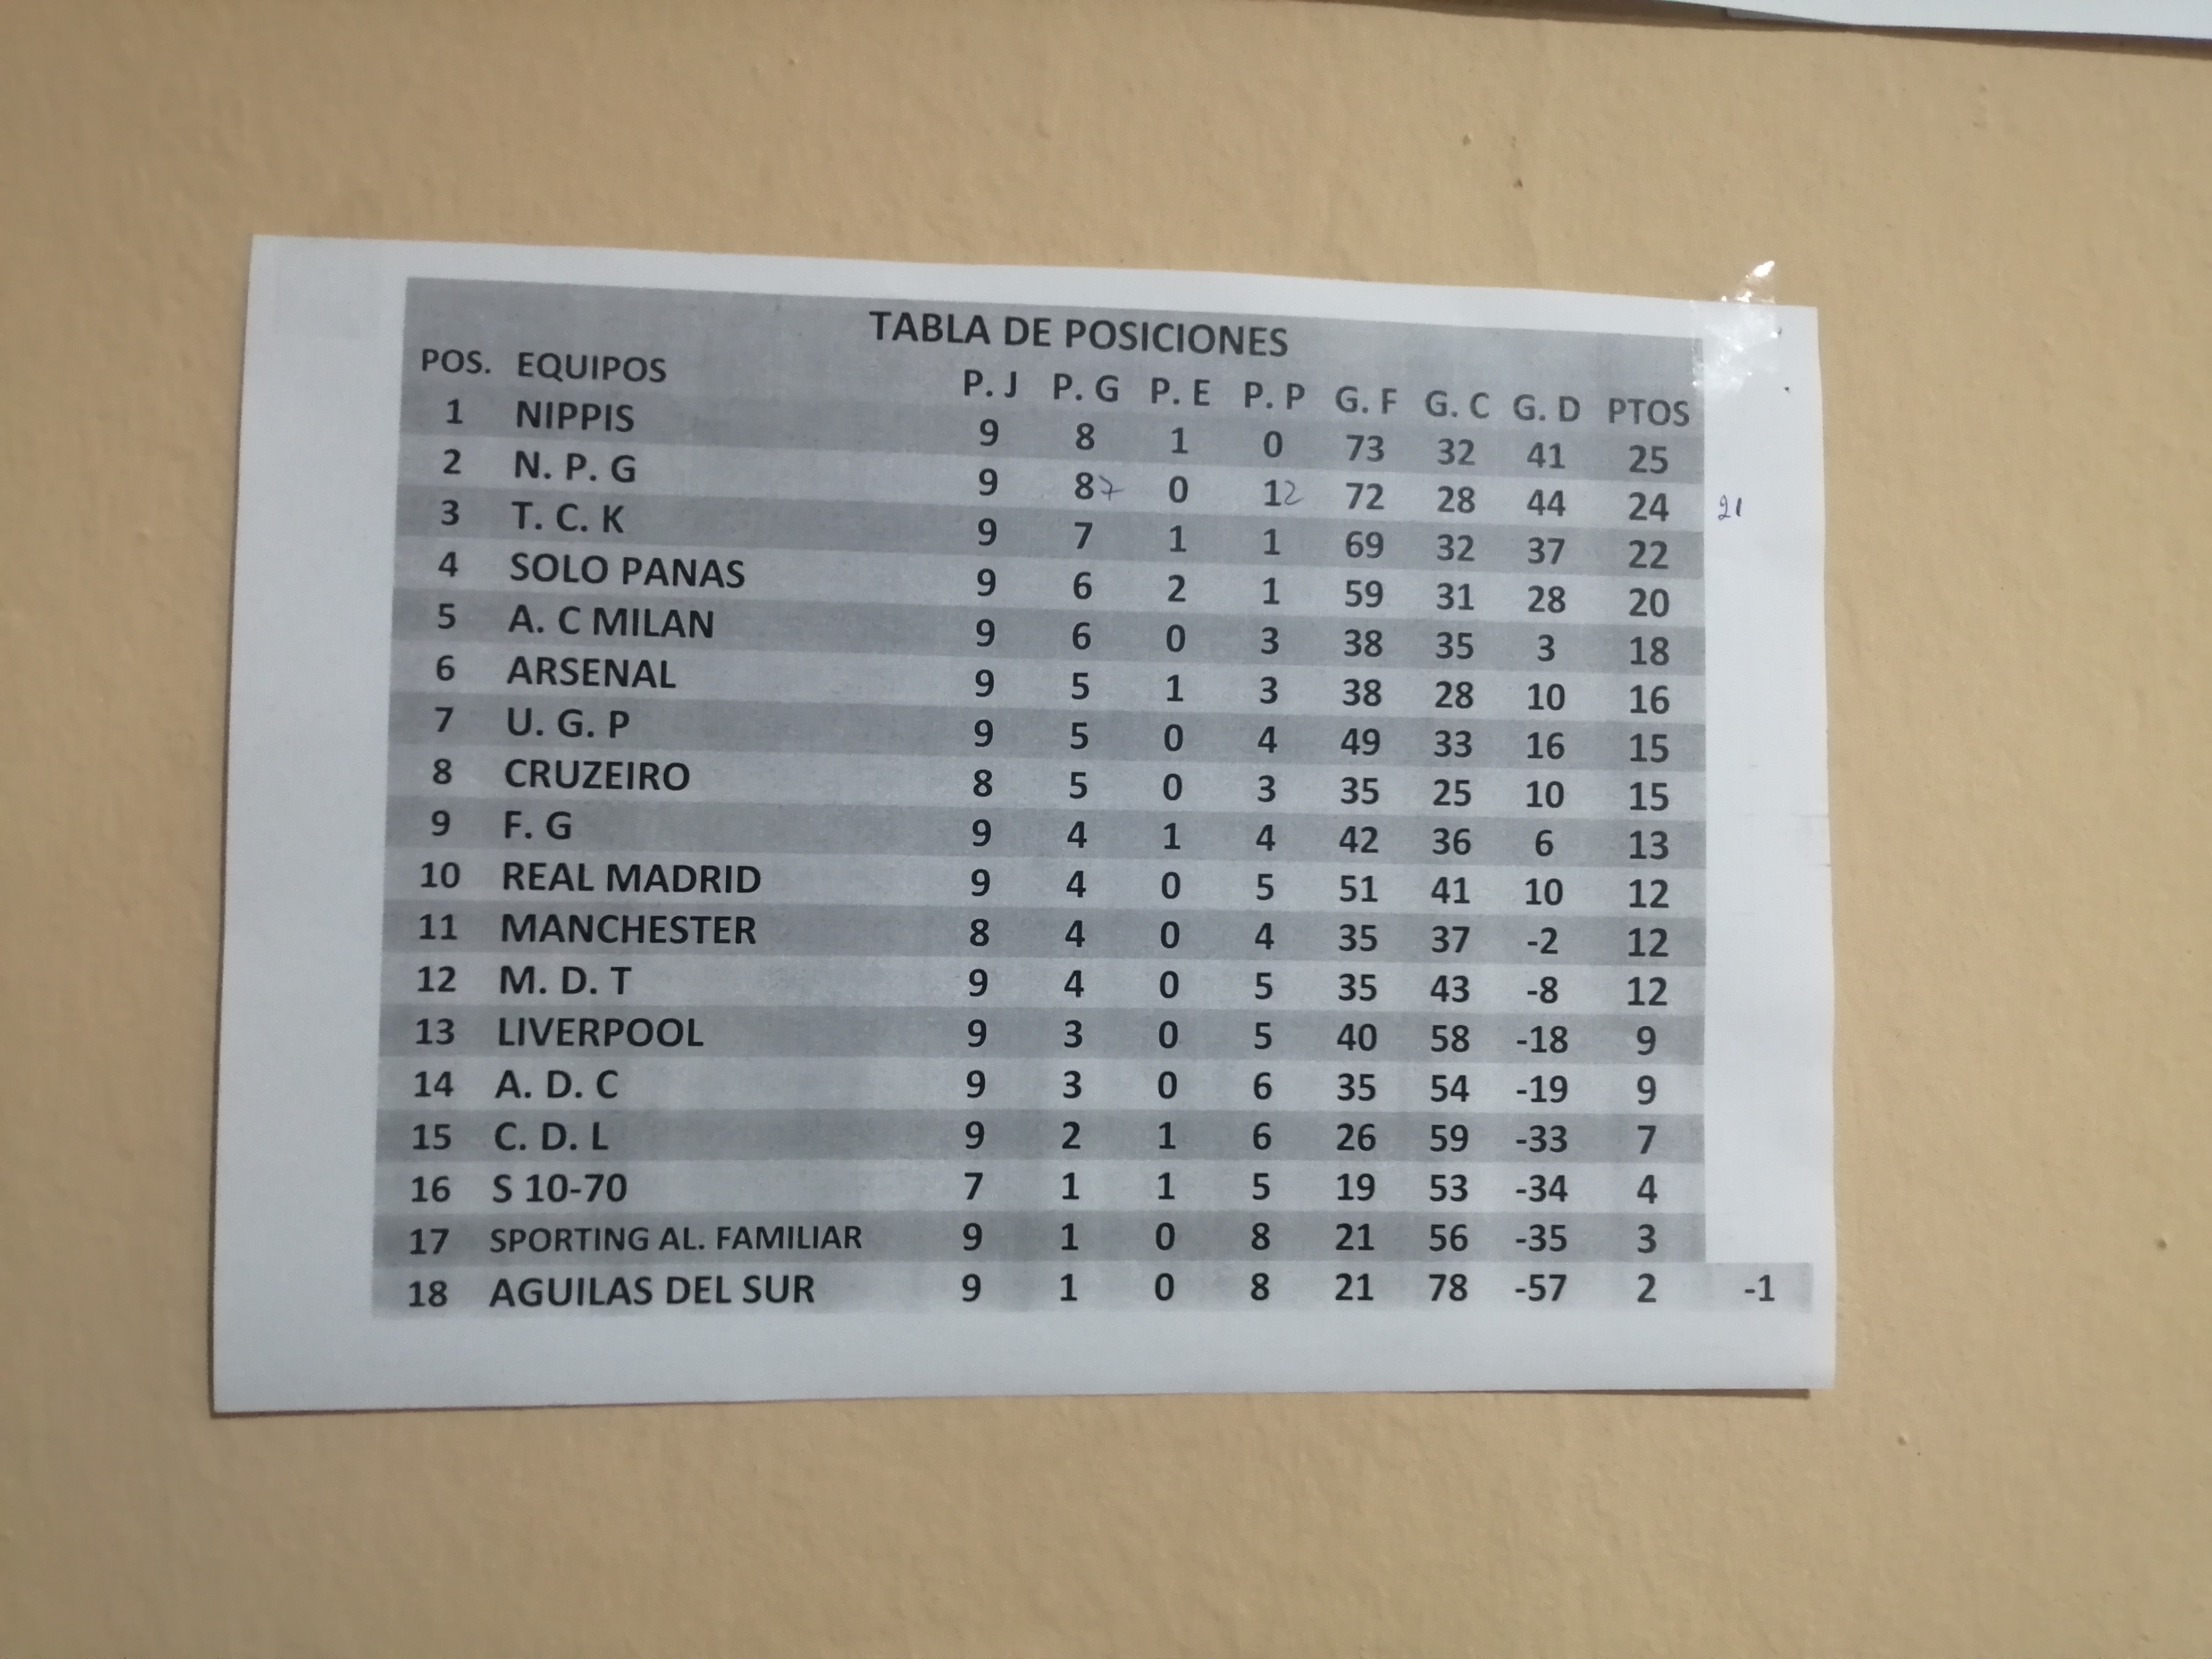 TABLA DE POSICIONES
POS. EQUIPOS P. J P. G P. E P. P G. F G. C G. D PTOS
1 NIPPIS 9 8 1 0 73 32 41 25
2 N. P. G 9 87 0 12 72 28 44 24 21
3 T. C. K 9 7 1 1 69 32 37 22
4 SOLO PANAS 9 6 2 1 59 31 28 20
5 A. C MILAN 9 6 0 3 38 35 3 18
6 ARSENAL 9 5 1 3 38 28 10 16
7 U. G. P 9 5 0 4 49 33 16 15
8 CRUZEIRO 8 5 0 3 35 25 10 15
9 F. G 9 4 1 4 42 36 6 13
10 REAL MADRID 9 4 0 5 51 41 10 12
11 MANCHESTER 8 4 0 4 35 37 -2 12
12 M. D. T 9 4 0 5 35 43 -8 12
13 LIVERPOOL 9 3 0 5 40 58 -18 9
14 A. D. C 9 3 0 6 35 54 -19 9
15 C. D. L 9 2 1 6 26 59 -33 7
16 S 10-70 7 1 1 5 19 53 -34 4
17 SPORTING AL. FAMILIAR 9 1 0 8 21 56 -35 3
18 AGUILAS DEL SUR 9 1 0 8 21 78 -57 2 -1